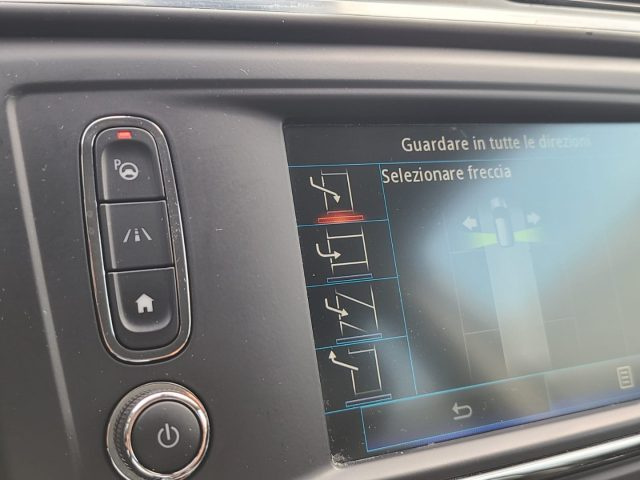 Guardare in tutte le direzioni
Selezionare freccia
P